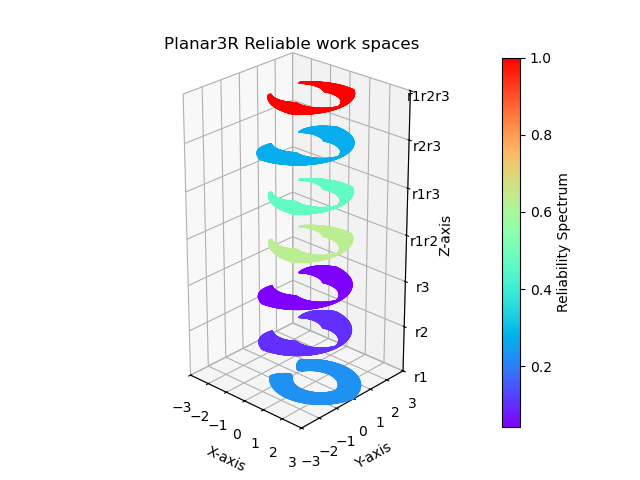 Planar3R Reliable work spaces
r1r2r3
r2r3
r1r3
r1r2
r3
r2
r1
Z-axis
−3
−2
−1
0
1
2
3
X-axis
−3
−2
−1
0
1
2
3
Y-axis
1.0
0.8
0.6
0.4
0.2
Reliability Spectrum